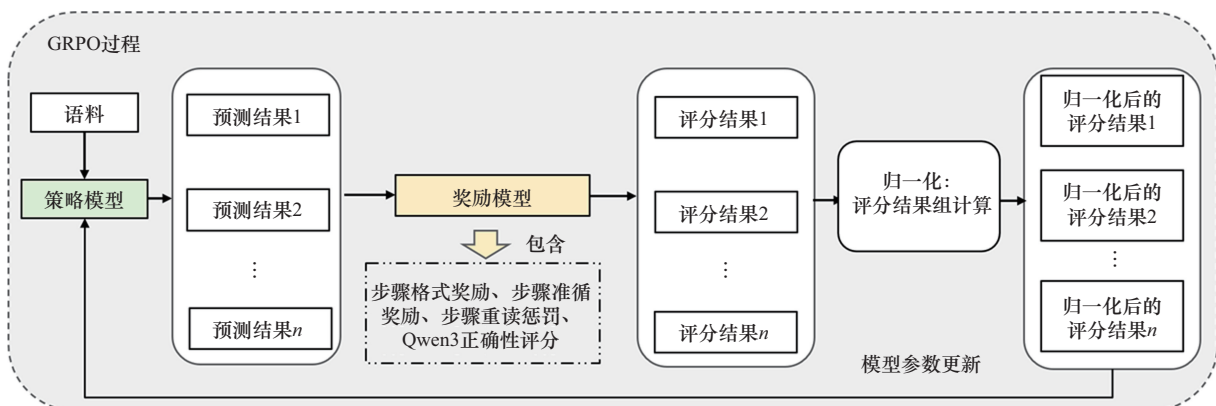 GRPO过程
语料
策略模型
预测结果1
预测结果2
⋮
预测结果n
奖励模型
包含
步骤格式奖励、步骤准循
奖励、步骤重读惩罚、
Qwen3正确性评分
评分结果1
评分结果2
⋮
评分结果n
归一化：
评分结果组计算
归一化后的
评分结果1
归一化后的
评分结果2
⋮
归一化后的
评分结果n
模型参数更新